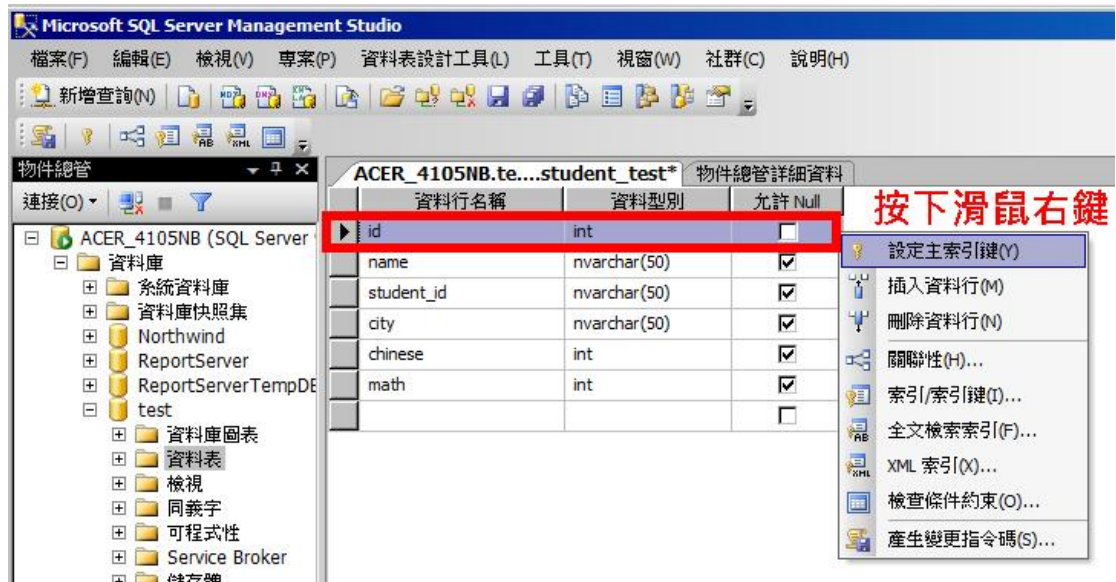 Microsoft SQL Server Management Studio
檔案(F) 編輯(E) 檢視(V) 專案(P) 資料表設計工具(L) 工具(T) 視窗(W) 社群(C) 說明(H)
新增查詢(N)
物件總管
連接(O)
ACER_4105NB (SQL Server
資料庫
系統資料庫
資料庫快照集
Northwind
ReportServer
ReportServerTempDB
test
資料庫圖表
資料表
檢視
同義字
可程式性
Service Broker
儲存體
ACER_4105NB.te....student_test* 物件總管詳細資料
資料行名稱 資料型別 允許 Null
id int
name nvarchar(50)
student_id nvarchar(50)
city nvarchar(50)
chinese int
math int
按下滑鼠右鍵
設定主索引鍵(Y)
插入資料行(M)
刪除資料行(N)
關聯性(H)...
索引/索引鍵(I)...
全文檢索索引(F)...
XML 索引(X)...
檢查條件約束(O)...
產生變更指令碼(S)...